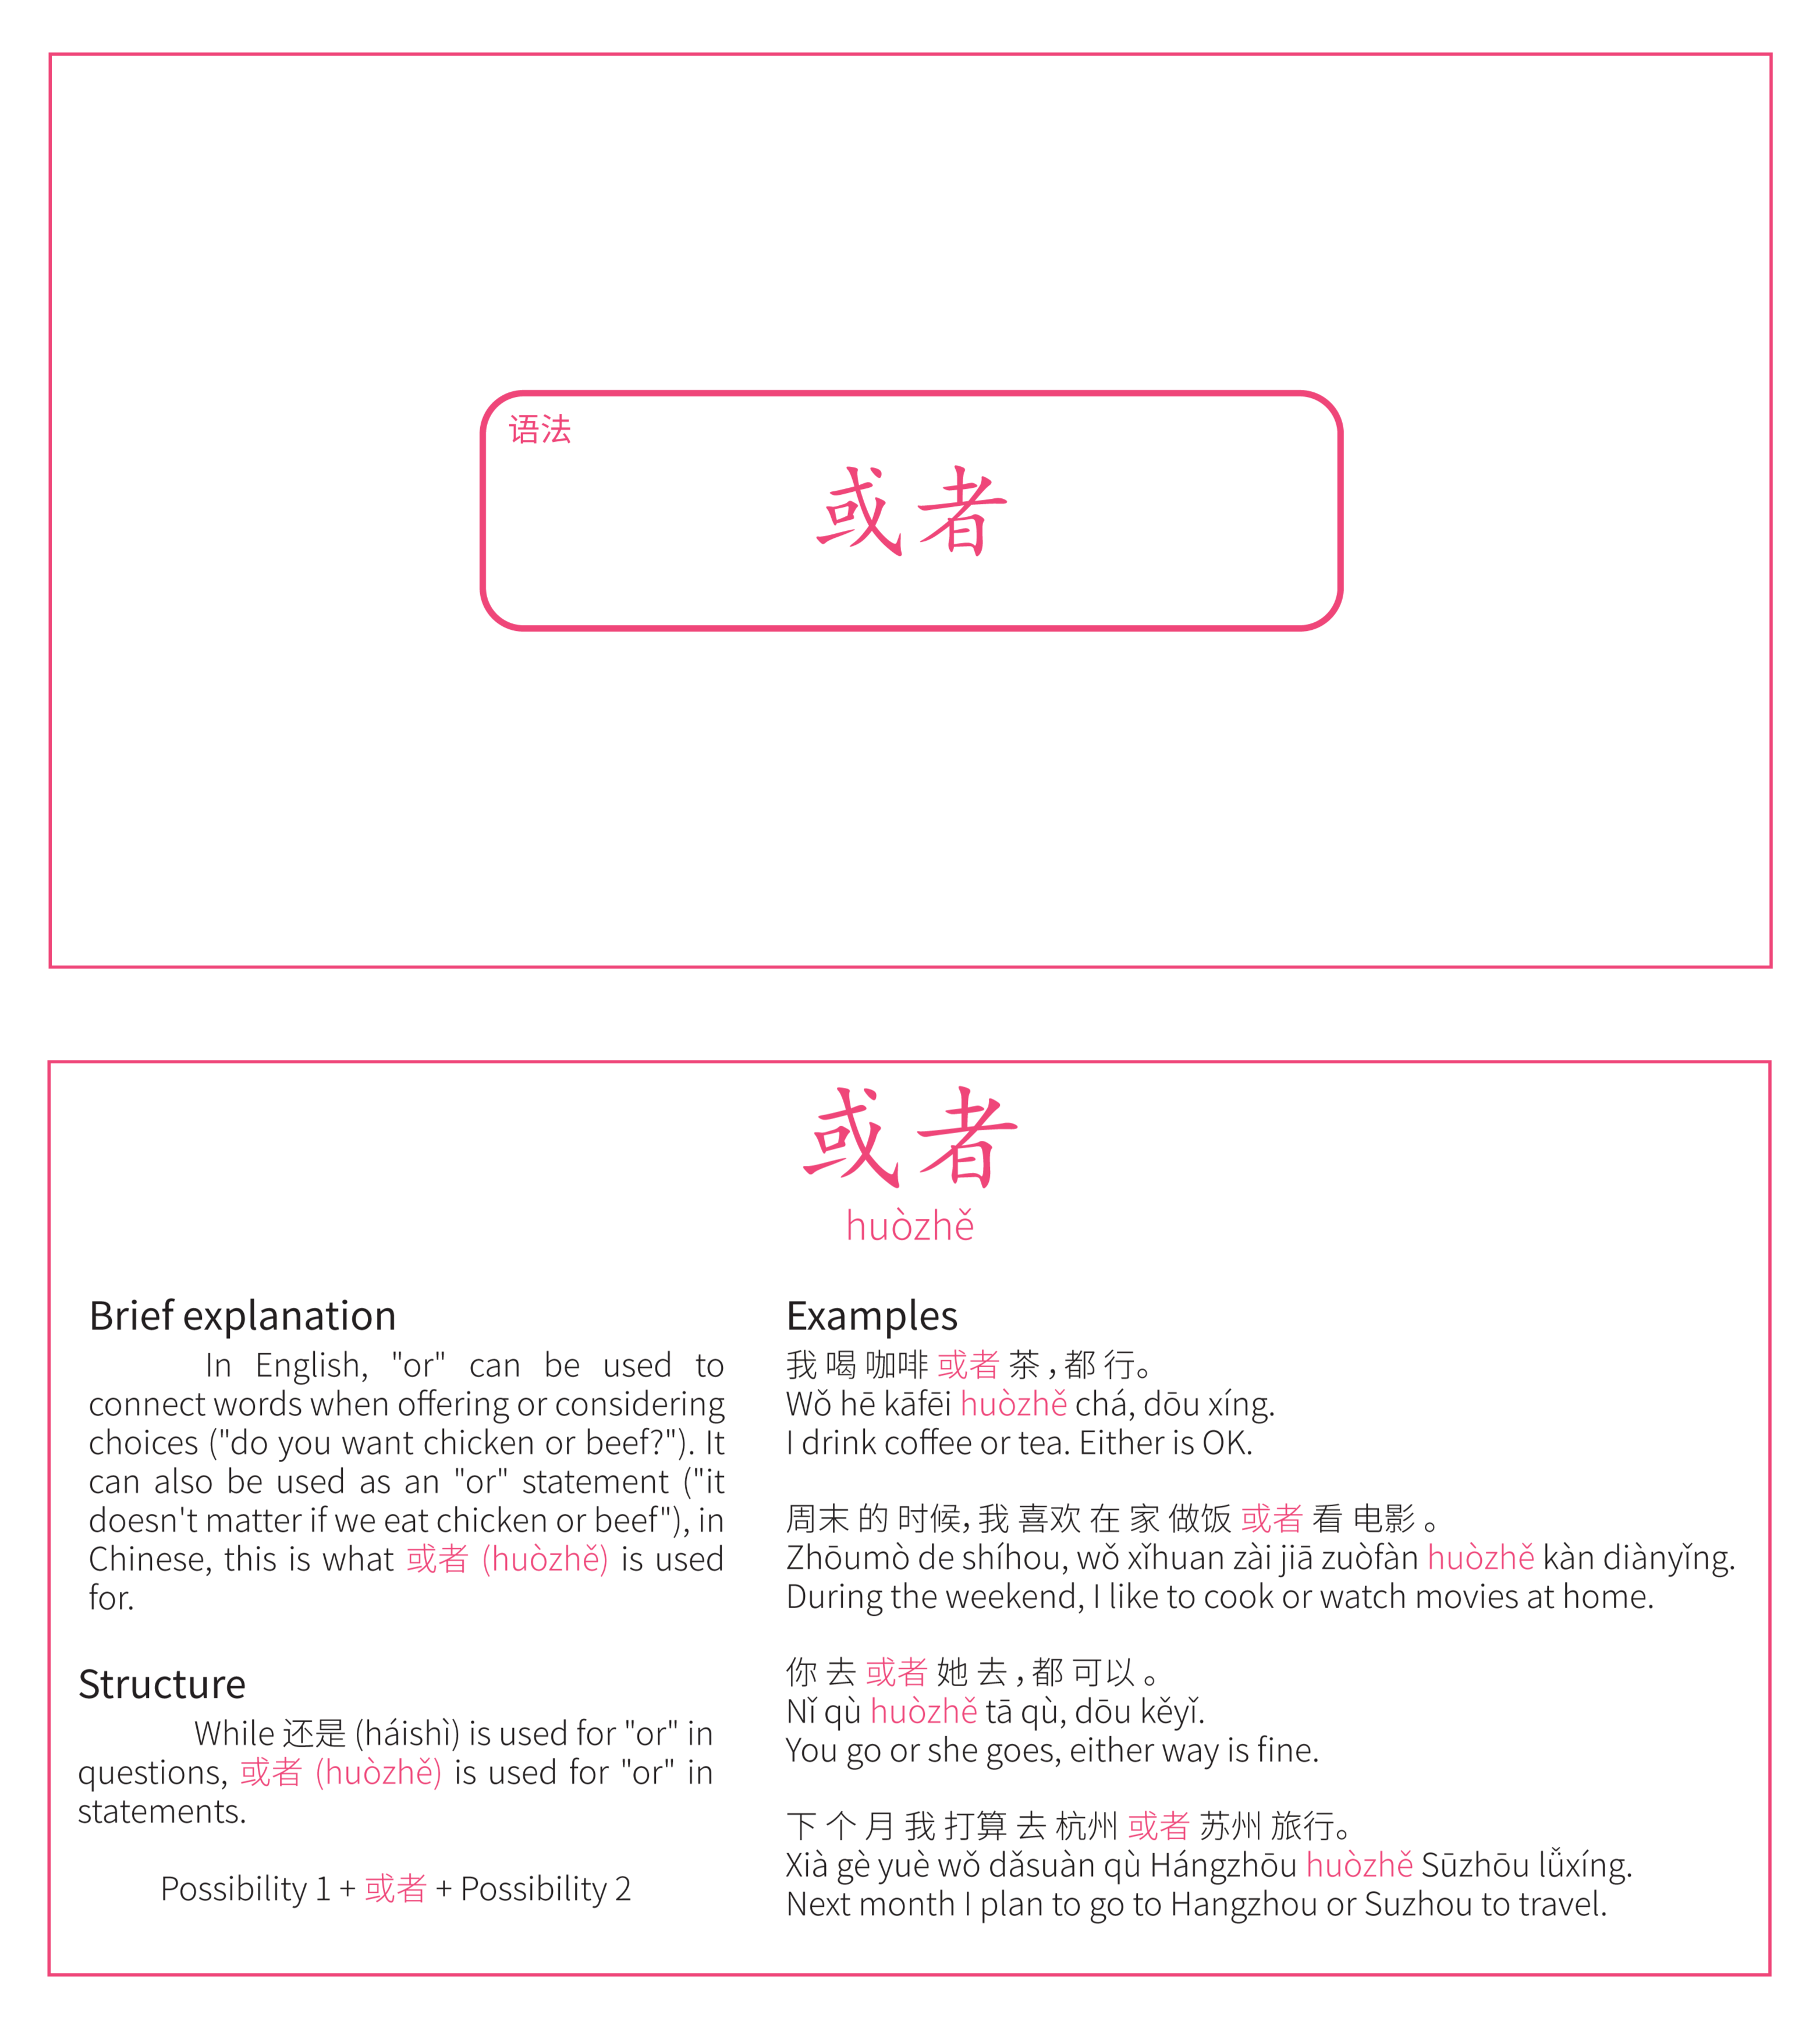 语法
或者
或者
huòzhě
Brief explanation
In English, "or" can be used to
connect words when offering or considering
choices ("do you want chicken or beef?"). It
can also be used as an "or" statement ("it
doesn't matter if we eat chicken or beef"), in
Chinese, this is what 或者 (huòzhě) is used
for.
Structure
While 还是 (háishì) is used for "or" in
questions, 或者 (huòzhě) is used for "or" in
statements.
Possibility 1 + 或者 + Possibility 2
Examples
我 喝 咖啡 或者 茶 , 都 行。
Wǒ hē kāfēi huòzhě chá, dōu xíng.
I drink coffee or tea. Either is OK.
周末 的 时候, 我 喜欢 在 家 做饭 或者 看 电影 。
Zhōumò de shíhou, wǒ xǐhuan zài jiā zuòfàn huòzhě kàn diànyǐng.
During the weekend, I like to cook or watch movies at home.
你 去 或者 她 去 , 都 可以 。
Nǐ qù huòzhě tā qù, dōu kěyǐ.
You go or she goes, either way is fine.
下 个 月 我 打算 去 杭州 或者 苏州 旅行。
Xià gè yuè wǒ dǎsuàn qù Hángzhōu huòzhě Sūzhōu lǚxíng.
Next month I plan to go to Hangzhou or Suzhou to travel.